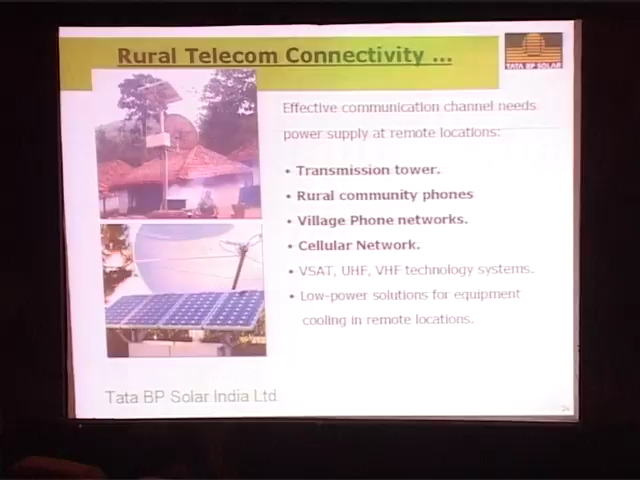 Rural Telecom Connectivity ...
TATA BP SOLAR
Effective communication channel needs
power supply at remote locations:
• Transmission tower.
• Rural community phones
• Village Phone networks.
• Cellular Network.
• VSAT, UHF, VHF technology systems.
• Low-power solutions for equipment
cooling in remote locations.
Tata BP Solar India Ltd